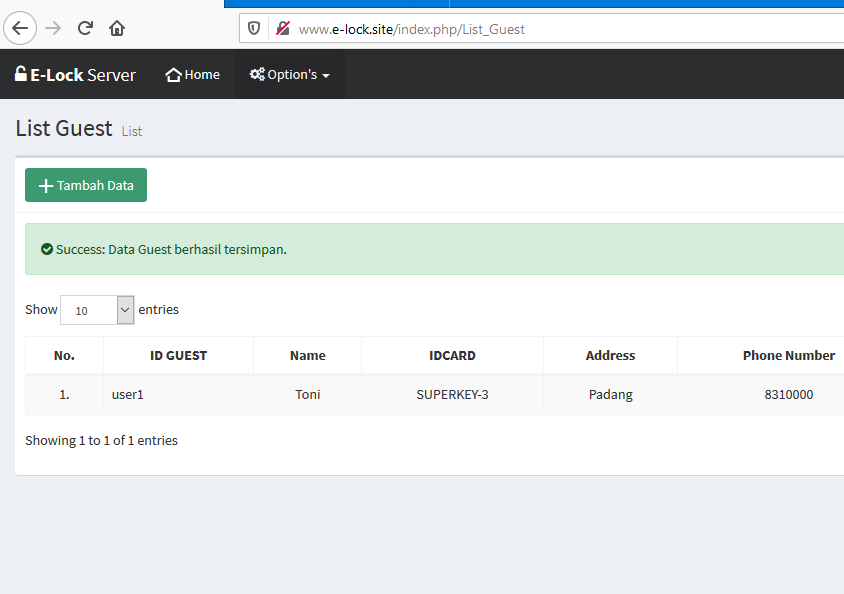 www.e-lock.site/index.php/List_Guest
E-Lock Server Home Option's
List Guest List
Tambah Data
Success: Data Guest berhasil tersimpan.
Show 10 entries
No. ID GUEST Name IDCARD Address Phone Number
1. user1 Toni SUPERKEY-3 Padang 8310000
Showing 1 to 1 of 1 entries